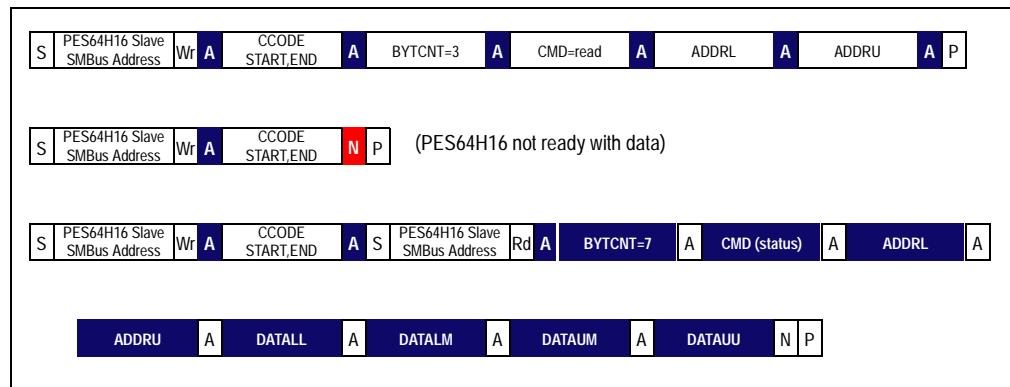 S PES64H16 Slave SMBus Address Wr A CCODE START,END A BYTCNT=3 A CMD=read A ADDRL A ADDRU A P
S PES64H16 Slave SMBus Address Wr A CCODE START,END N P (PES64H16 not ready with data)
S PES64H16 Slave SMBus Address Wr A CCODE START,END A S PES64H16 Slave SMBus Address Rd A BYTCNT=7 A CMD (status) A ADDRL A
ADDRU A DATALL A DATALM A DATAUM A DATAUU N P